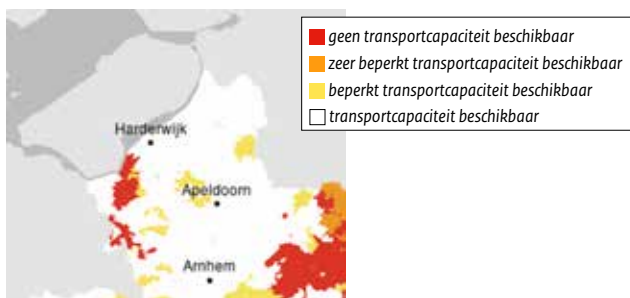 geen transportcapaciteit beschikbaar
zeer beperkt transportcapaciteit beschikbaar
beperkt transportcapaciteit beschikbaar
transportcapaciteit beschikbaar
Harderwijk
Apeldoorn
Arnhem